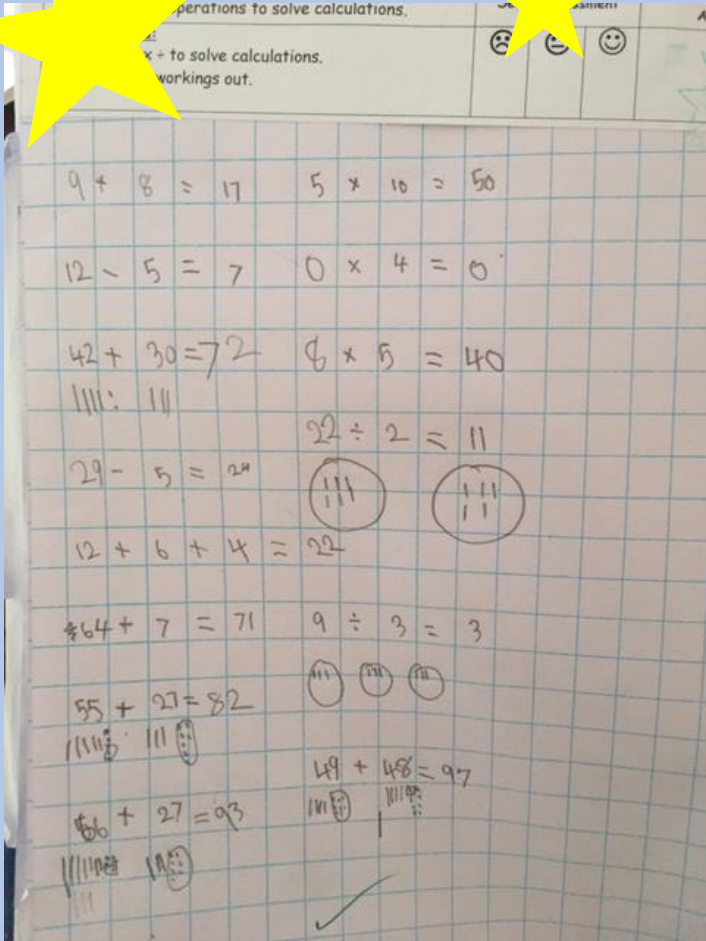 perations to solve calculations.
x ÷ to solve calculations.
workings out.
9 + 8 = 17
5 × 10 = 50
12 - 5 = 7
0 × 4 = 0
42 + 30 = 72
8 × 5 = 40
22 ÷ 2 = 11
29 - 5 = 24
12 + 6 + 4 = 22
64 + 7 = 71
9 ÷ 3 = 3
55 + 27 = 82
49 + 48 = 97
66 + 27 = 93